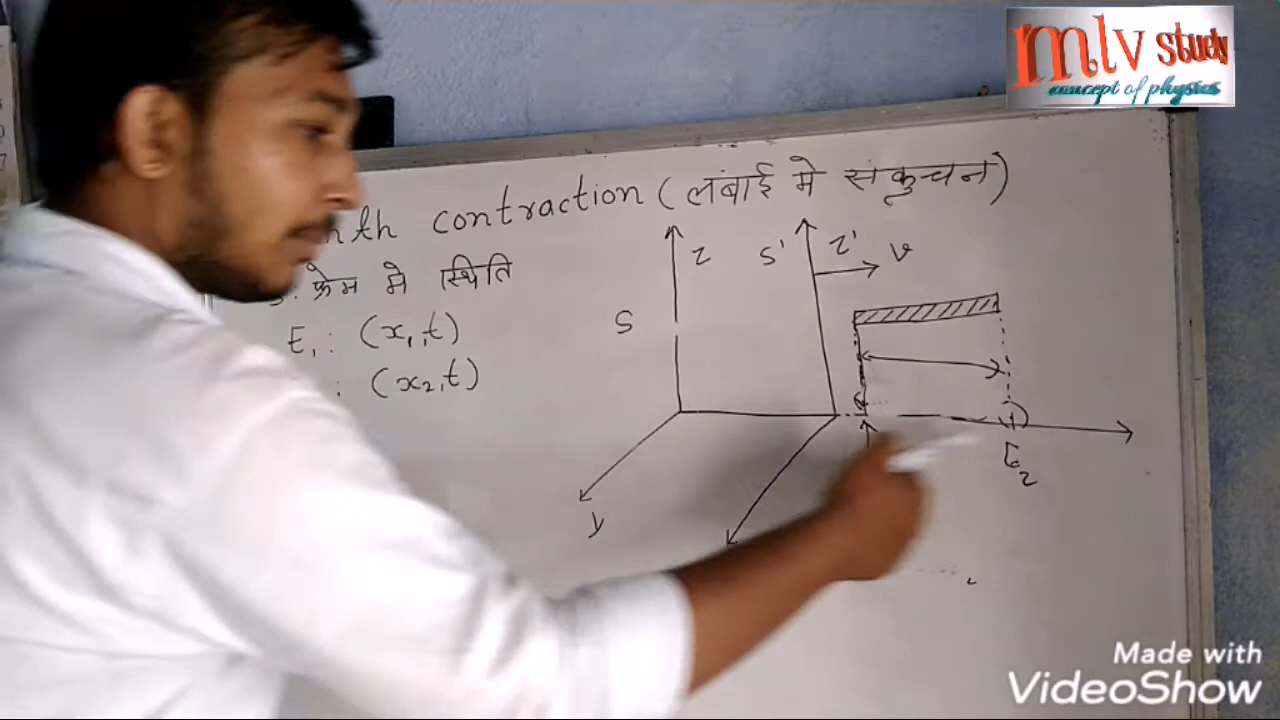 mlv study
concept of physics
contraction (लंबाई मे संकुचन)
फ्रेम मे स्थिति
E₁ : (x₁, t)
: (x₂, t)
z
S' z' v
S
E₂
y
Made with
VideoShow